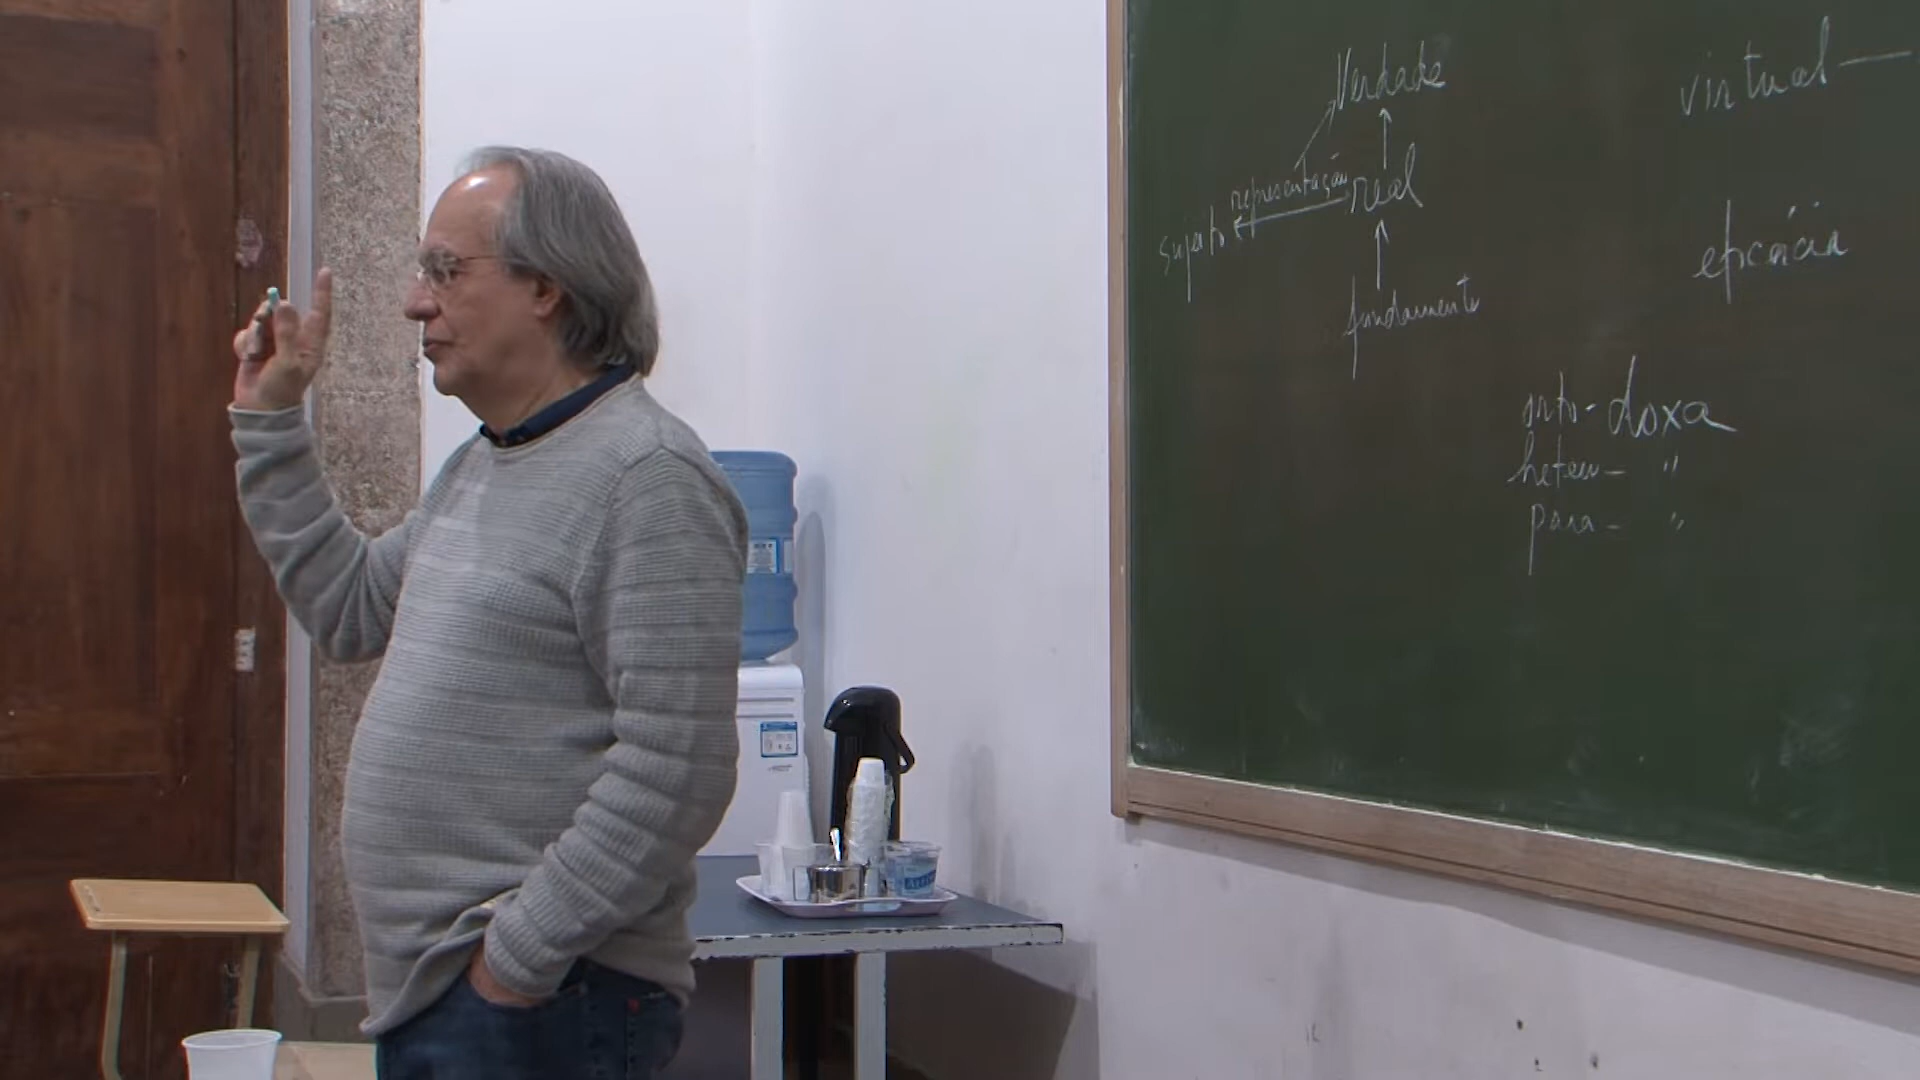 Verdade
virtual —
representação real
sujeito
eficácia
fundamento
orto - doxa
hetero - "
para - "